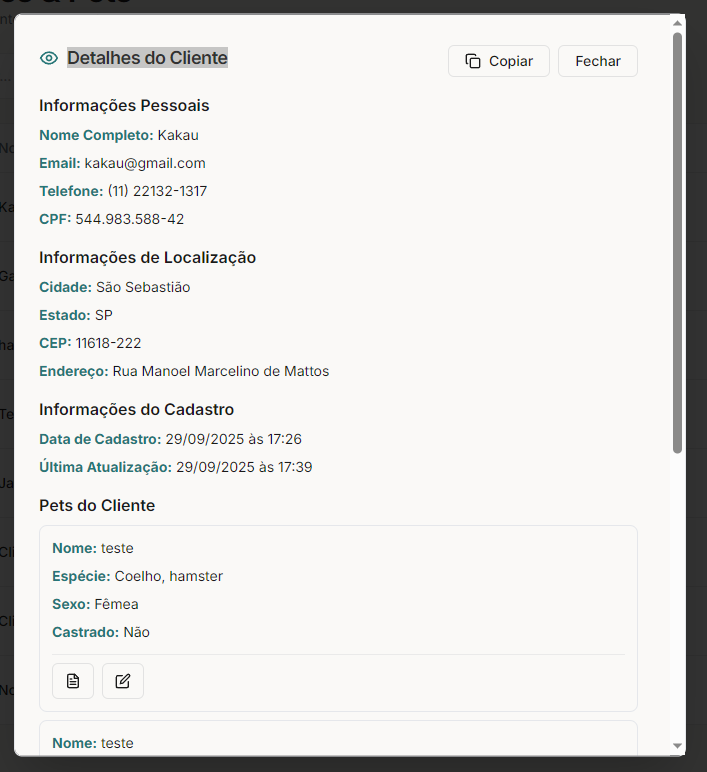 Detalhes do Cliente
Copiar
Fechar
Informações Pessoais
Nome Completo: Kakau
Email: kakau@gmail.com
Telefone: (11) 22132-1317
CPF: 544.983.588-42
Informações de Localização
Cidade: São Sebastião
Estado: SP
CEP: 11618-222
Endereço: Rua Manoel Marcelino de Mattos
Informações do Cadastro
Data de Cadastro: 29/09/2025 às 17:26
Última Atualização: 29/09/2025 às 17:39
Pets do Cliente
Nome: teste
Espécie: Coelho, hamster
Sexo: Fêmea
Castrado: Não
Nome: teste